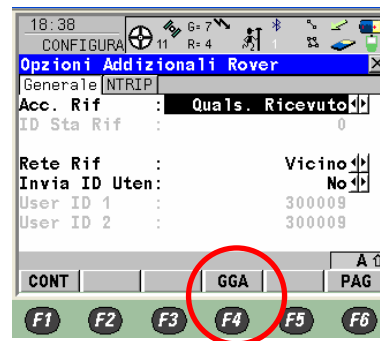 18:38
CONFIGURA 11 G= 7 R= 4 1
Opzioni Addizionali Rover X
Generale NTRIP
Acc. Rif : Quals. Ricevuto
ID Sta Rif : 0
Rete Rif : Vicino
Invia ID Uten: No
User ID 1 : 300009
User ID 2 : 300009
A
CONT GGA PAG
F1 F2 F3 F4 F5 F6